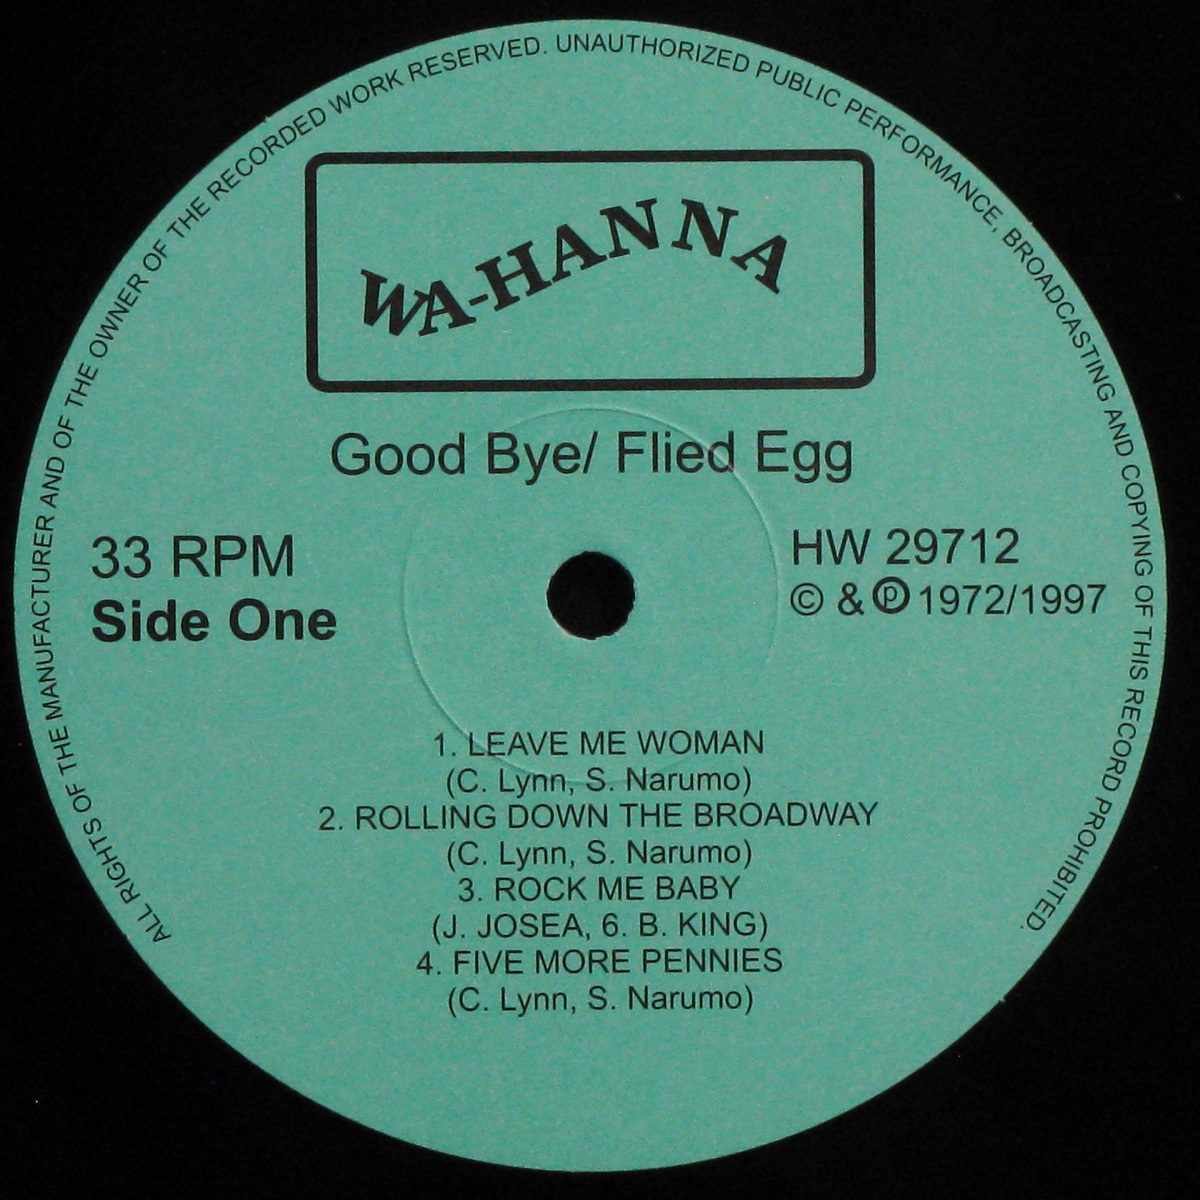 ALL RIGHTS OF THE MANUFACTURER AND OF THE OWNER OF THE RECORDED WORK RESERVED. UNAUTHORIZED PUBLIC PERFORMANCE, BROADCASTING AND COPYING OF THIS RECORD PROHIBITED.
WA-HANNA
Good Bye/ Flied Egg
33 RPM
Side One
HW 29712
© & ℗ 1972/1997
1. LEAVE ME WOMAN
(C. Lynn, S. Narumo)
2. ROLLING DOWN THE BROADWAY
(C. Lynn, S. Narumo)
3. ROCK ME BABY
(J. JOSEA, 6. B. KING)
4. FIVE MORE PENNIES
(C. Lynn, S. Narumo)